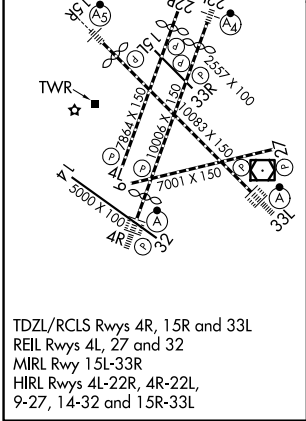 15R
A5
22R
22L
A4
15L
P
P
2557 X 100
TWR
33R
P
7864 X 150
10006 X 150
10083 X 150
P
4L
9
27
P
P
7001 X 150
14
5000 X 100
A
A
4R
P
32
33L
TDZL/RCLS Rwys 4R, 15R and 33L
REIL Rwys 4L, 27 and 32
MIRL Rwy 15L-33R
HIRL Rwys 4L-22R, 4R-22L,
9-27, 14-32 and 15R-33L